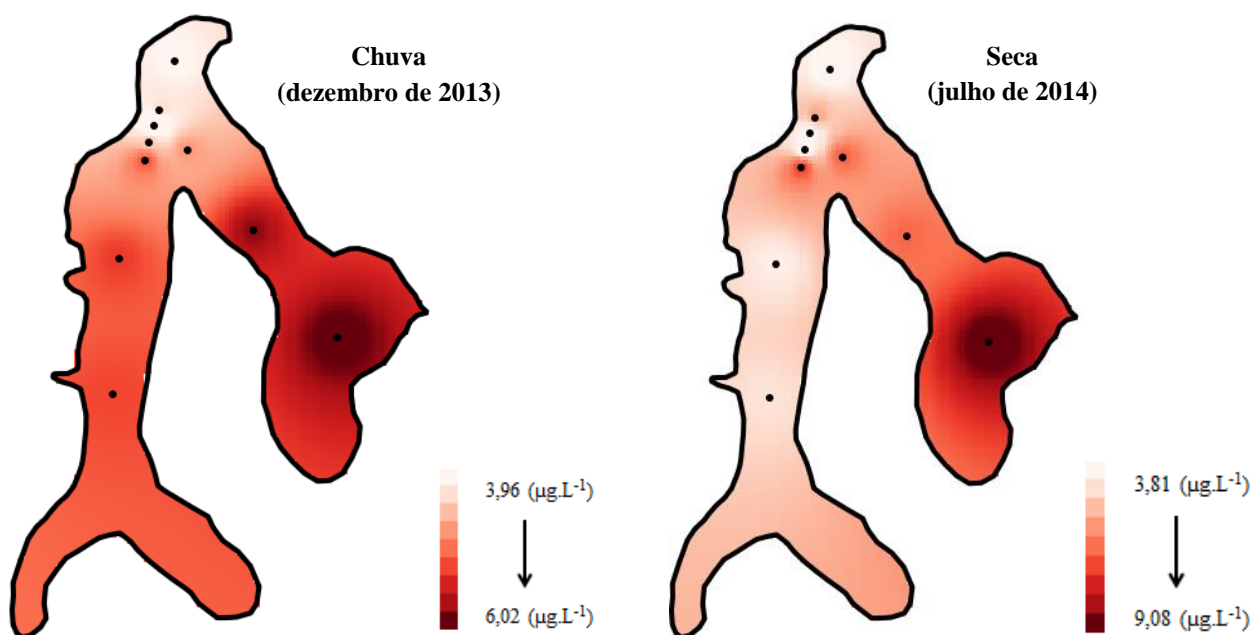 Chuva
(dezembro de 2013)
Seca
(julho de 2014)
3,96 (µg.L⁻¹)
6,02 (µg.L⁻¹)
3,81 (µg.L⁻¹)
9,08 (µg.L⁻¹)